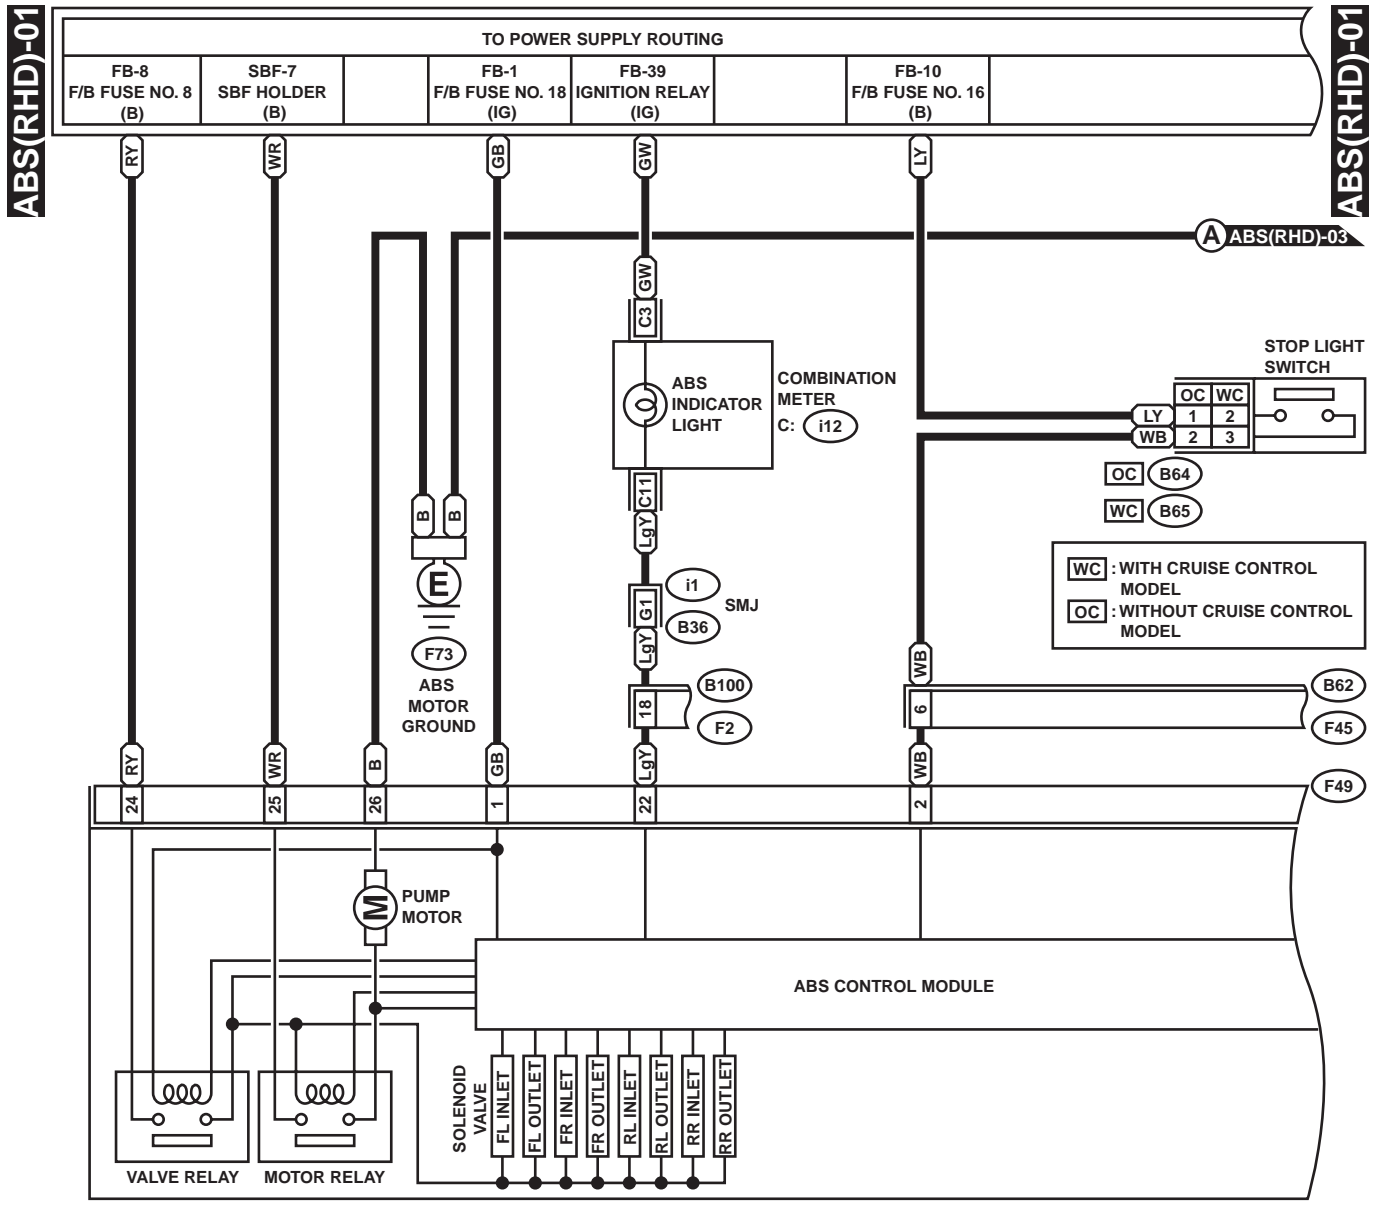 ABS(RHD)-01
ABS(RHD)-01
TO POWER SUPPLY ROUTING
FB-8
F/B FUSE NO. 8
(B)
SBF-7
SBF HOLDER
(B)
FB-1
F/B FUSE NO. 18
(IG)
FB-39
IGNITION RELAY
(IG)
FB-10
F/B FUSE NO. 16
(B)
RY
WR
GB
GW
LY
A
ABS(RHD)-03
GW
C3
ABS
INDICATOR
LIGHT
COMBINATION
METER
C: i12
STOP LIGHT
SWITCH
OC WC
LY 1 2
WB 2 3
OC B64
WC B65
C11
LgY
B
B
E
F73
ABS
MOTOR
GROUND
i1
G1
SMJ
B36
LgY
WC : WITH CRUISE CONTROL
MODEL
OC : WITHOUT CRUISE CONTROL
MODEL
WB
B100
18
F2
B62
6
F45
RY
WR
B
GB
LgY
WB
F49
24
25
26
1
22
2
M
PUMP
MOTOR
ABS CONTROL MODULE
SOLENOID
VALVE
FL INLET
FL OUTLET
FR INLET
FR OUTLET
RL INLET
RL OUTLET
RR INLET
RR OUTLET
VALVE RELAY
MOTOR RELAY